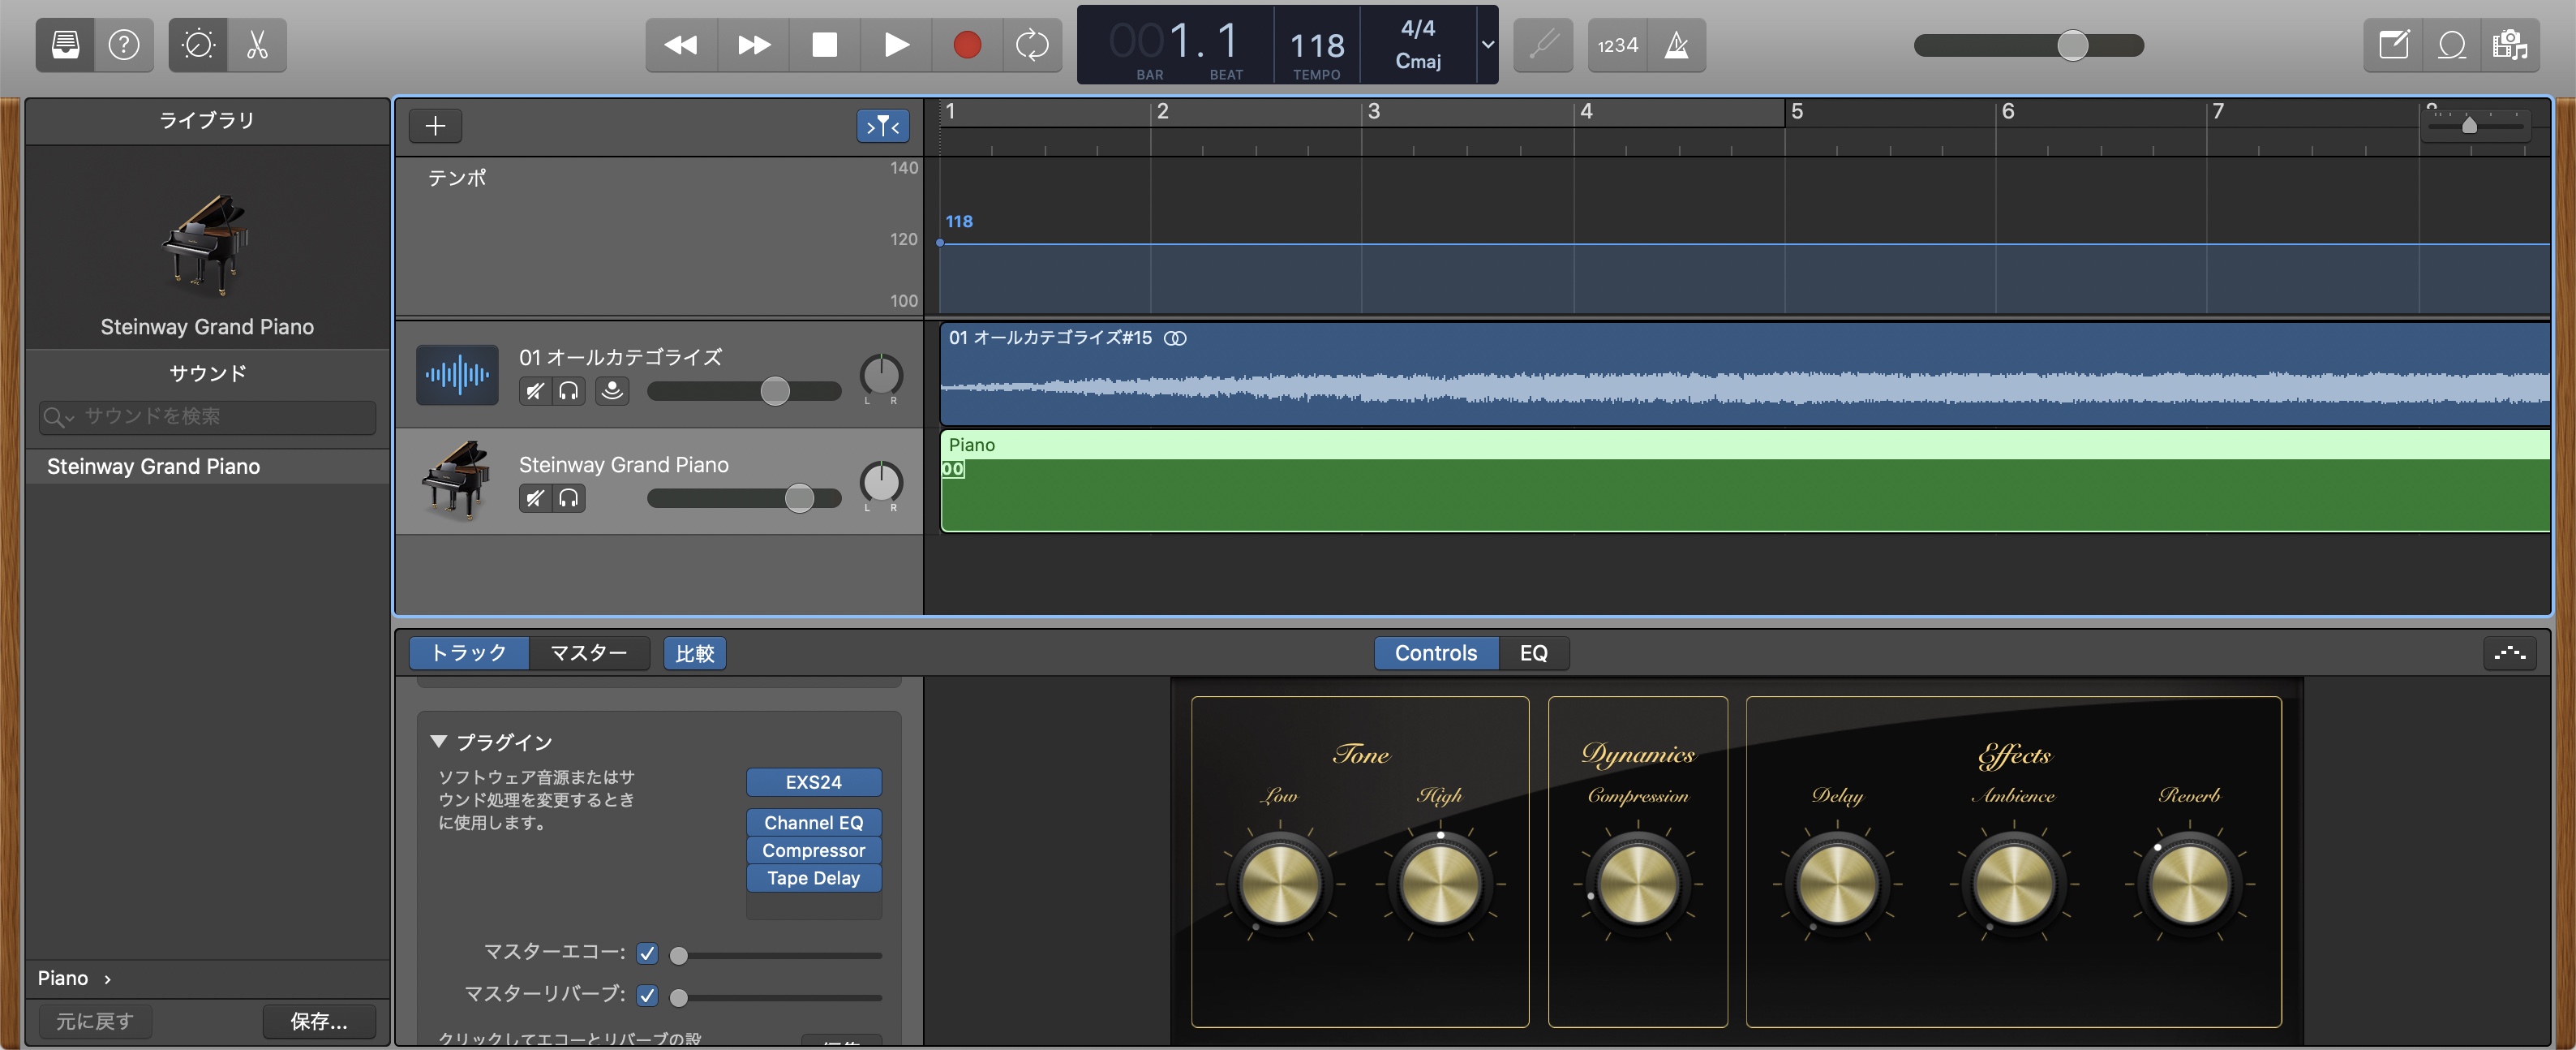 001. 1
BAR
BEAT
118
TEMPO
4/4
Cmaj
1234
ライブラリ
Steinway Grand Piano
サウンド
サウンドを検索
Steinway Grand Piano
Piano ›
元に戻す
保存...
1 2 3 4 5 6 7
テンポ
140
120
100
118
01 オールカテゴライズ
L R
01 オールカテゴライズ#15
Steinway Grand Piano
L R
Piano
00
トラック
マスター
比較
Controls
EQ
プラグイン
ソフトウェア音源またはサ
ウンド処理を変更するとき
に使用します。
EXS24
Channel EQ
Compressor
Tape Delay
マスターエコー:
マスターリバーブ:
クリックしてエコーとリバーブの設
Tone
Low
High
Dynamics
Compression
Effects
Delay
Ambience
Reverb